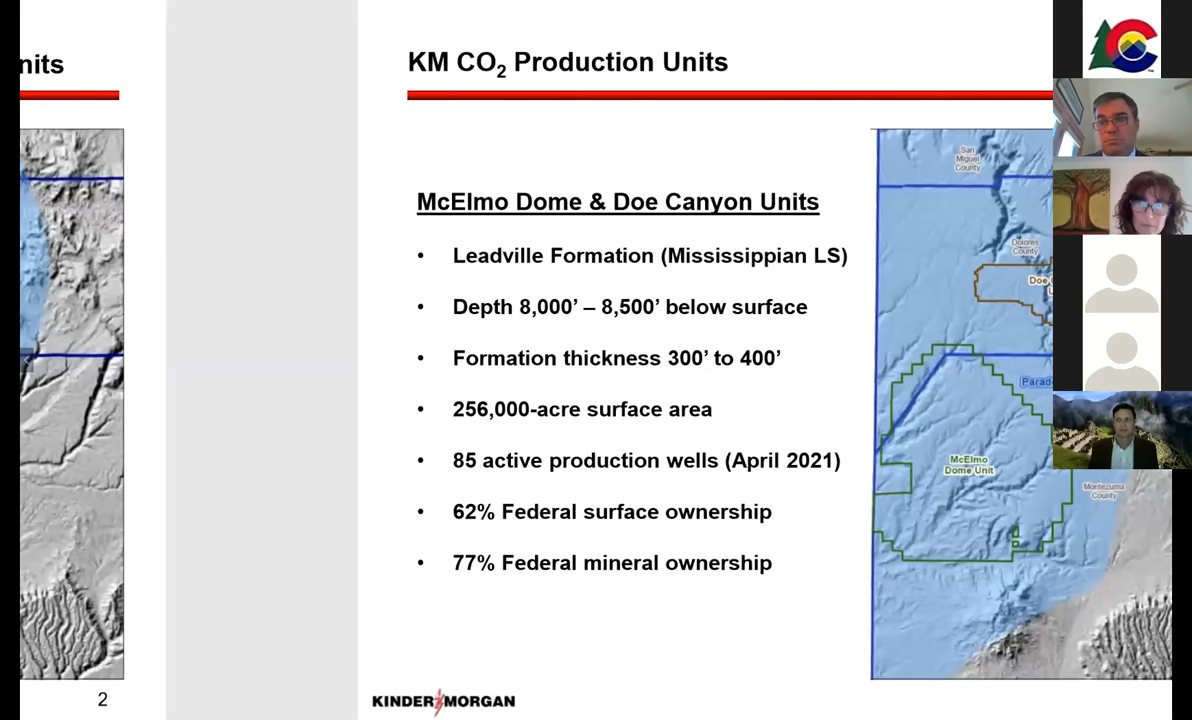 nits
2
KM CO2 Production Units
McElmo Dome & Doe Canyon Units
• Leadville Formation (Mississippian LS)
• Depth 8,000’ – 8,500’ below surface
• Formation thickness 300’ to 400’
• 256,000-acre surface area
• 85 active production wells (April 2021)
• 62% Federal surface ownership
• 77% Federal mineral ownership
KINDER MORGAN
San
Miguel
County
Dolores
County
Doe
Parad
McElmo
Dome Unit
Montezuma
County